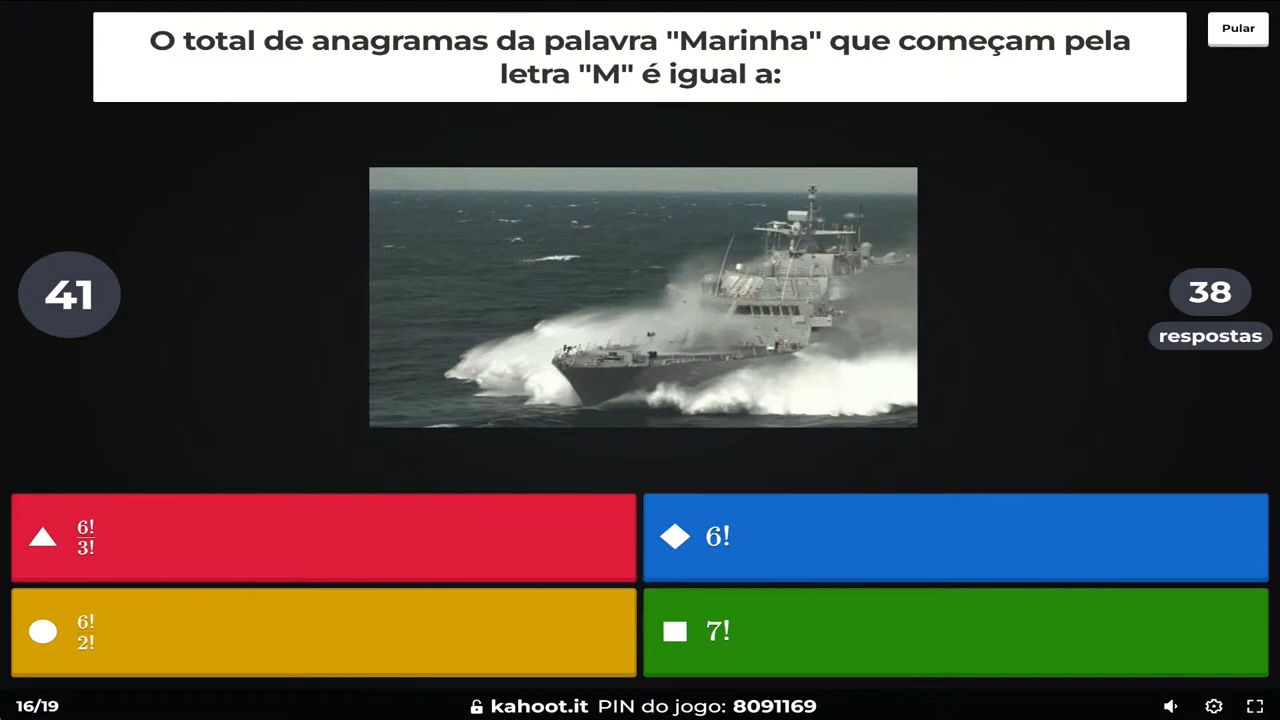 O total de anagramas da palavra "Marinha" que começam pela
letra "M" é igual a:
Pular
41
38
respostas
6!
3!
6!
6!
2!
7!
16/19
kahoot.it PIN do jogo: 8091169